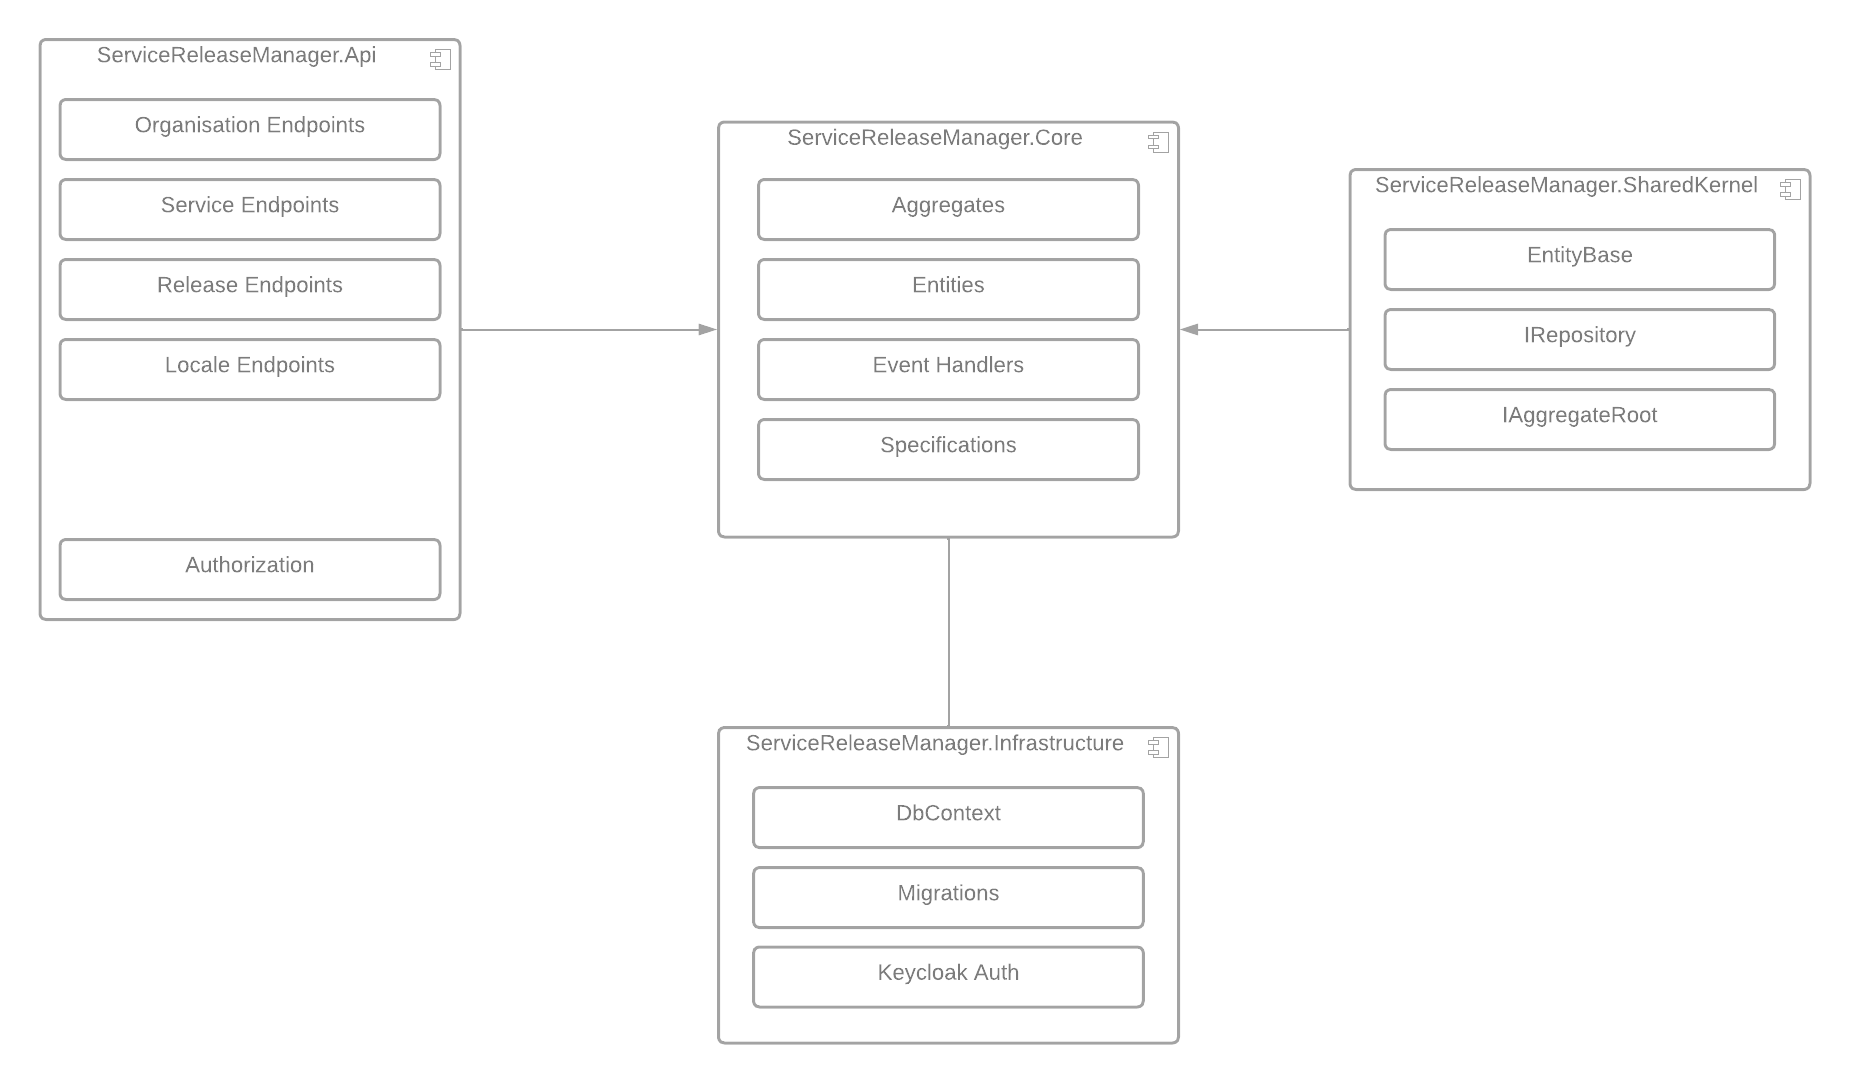 ServiceReleaseManager.Api
Organisation Endpoints
Service Endpoints
Release Endpoints
Locale Endpoints
Authorization
ServiceReleaseManager.Core
Aggregates
Entities
Event Handlers
Specifications
ServiceReleaseManager.SharedKernel
EntityBase
IRepository
IAggregateRoot
ServiceReleaseManager.Infrastructure
DbContext
Migrations
Keycloak Auth